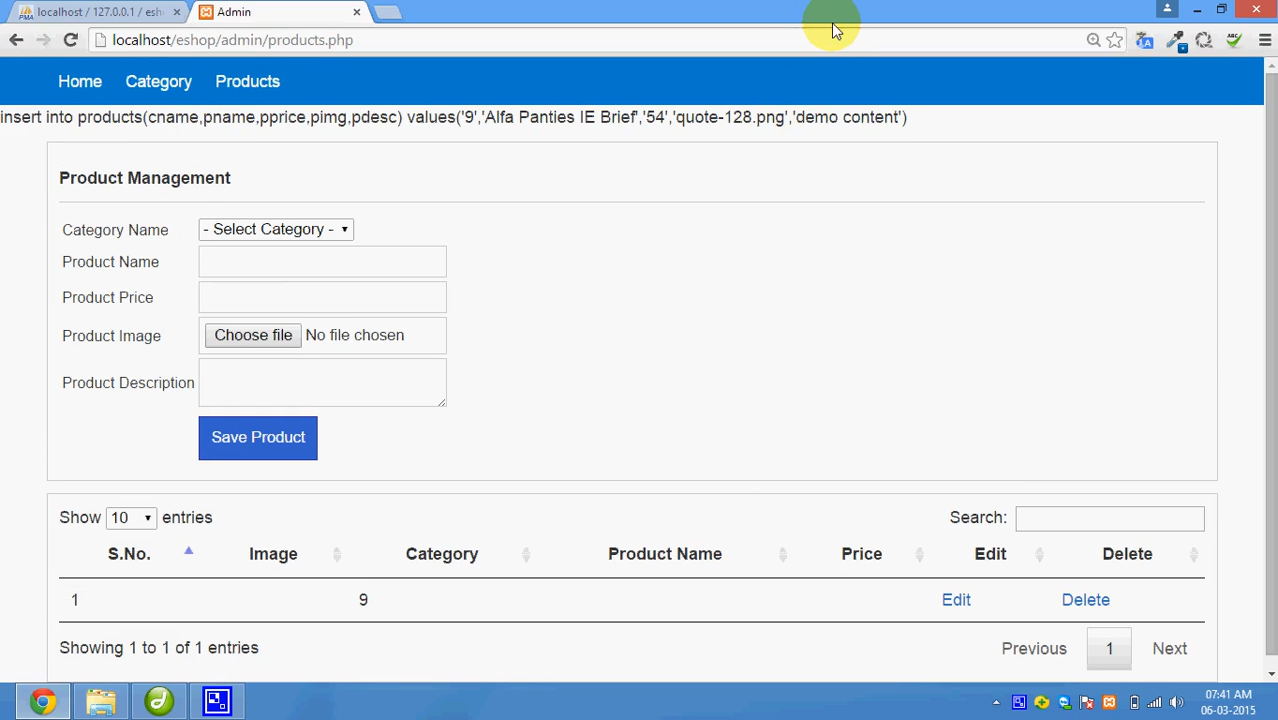 localhost / 127.0.0.1 / esh
Admin
localhost/eshop/admin/products.php
Home Category Products
insert into products(cname,pname,pprice,pimg,pdesc) values('9','Alfa Panties IE Brief','54','quote-128.png','demo content')
Product Management
Category Name - Select Category -
Product Name
Product Price
Product Image Choose file No file chosen
Product Description
Save Product
Show 10 entries Search:
S.No. Image Category Product Name Price Edit Delete
1 9 Edit Delete
Showing 1 to 1 of 1 entries Previous 1 Next
07:41 AM
06-03-2015